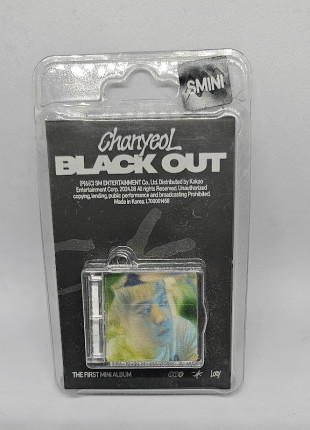 SMINI
ChanyeoL
BLACK OUT
(P)&(C) SM ENTERTAINMENT Co., Ltd. Distributed by Kakao
Entertainment Corp. 2024.08 All rights Reserved. Unauthorized
copying, lending, public performance and broadcasting Prohibited.
Made in Korea.
THE FIRST MINI ALBUM